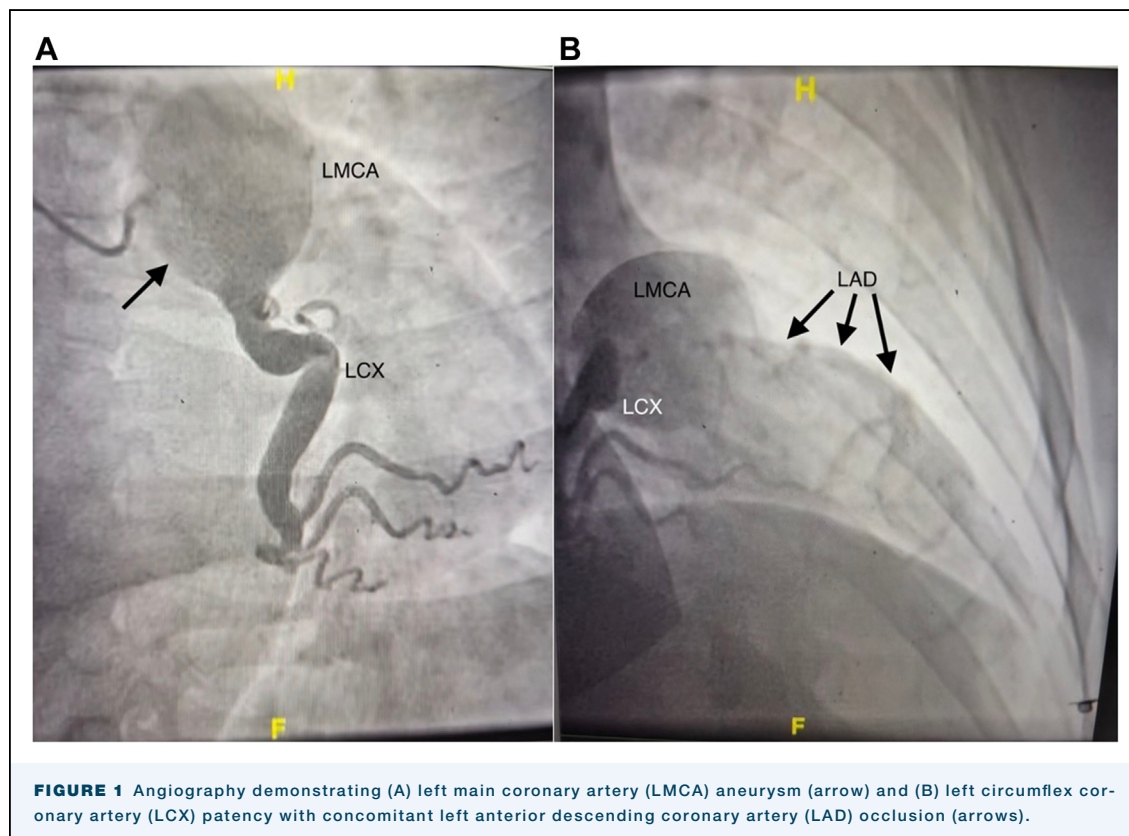 A
B
H
H
LMCA
LCX
LMCA
LAD
LCX
F
F
FIGURE 1 Angiography demonstrating (A) left main coronary artery (LMCA) aneurysm (arrow) and (B) left circumflex cor-
onary artery (LCX) patency with concomitant left anterior descending coronary artery (LAD) occlusion (arrows).